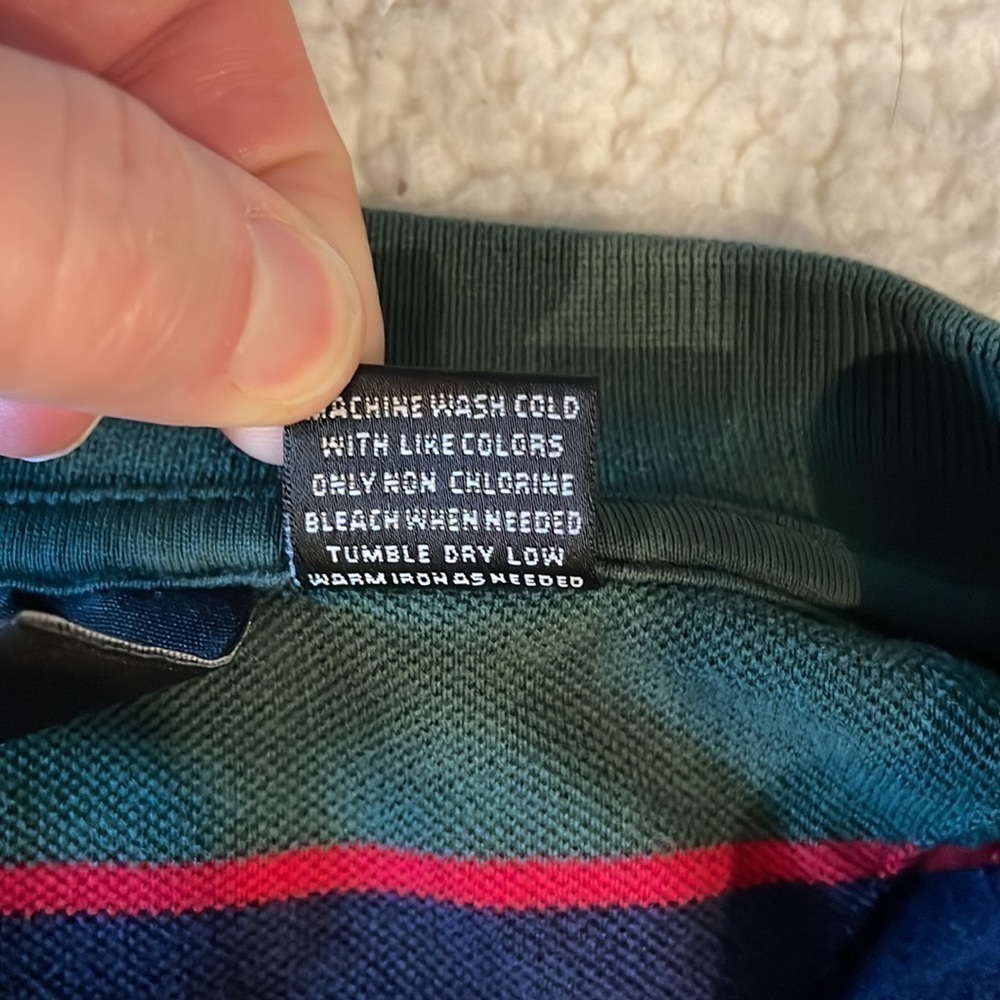 MACHINE WASH COLD
WITH LIKE COLORS
ONLY NON CHLORINE
BLEACH WHEN NEEDED
TUMBLE DRY LOW
WARM IRON AS NEEDED